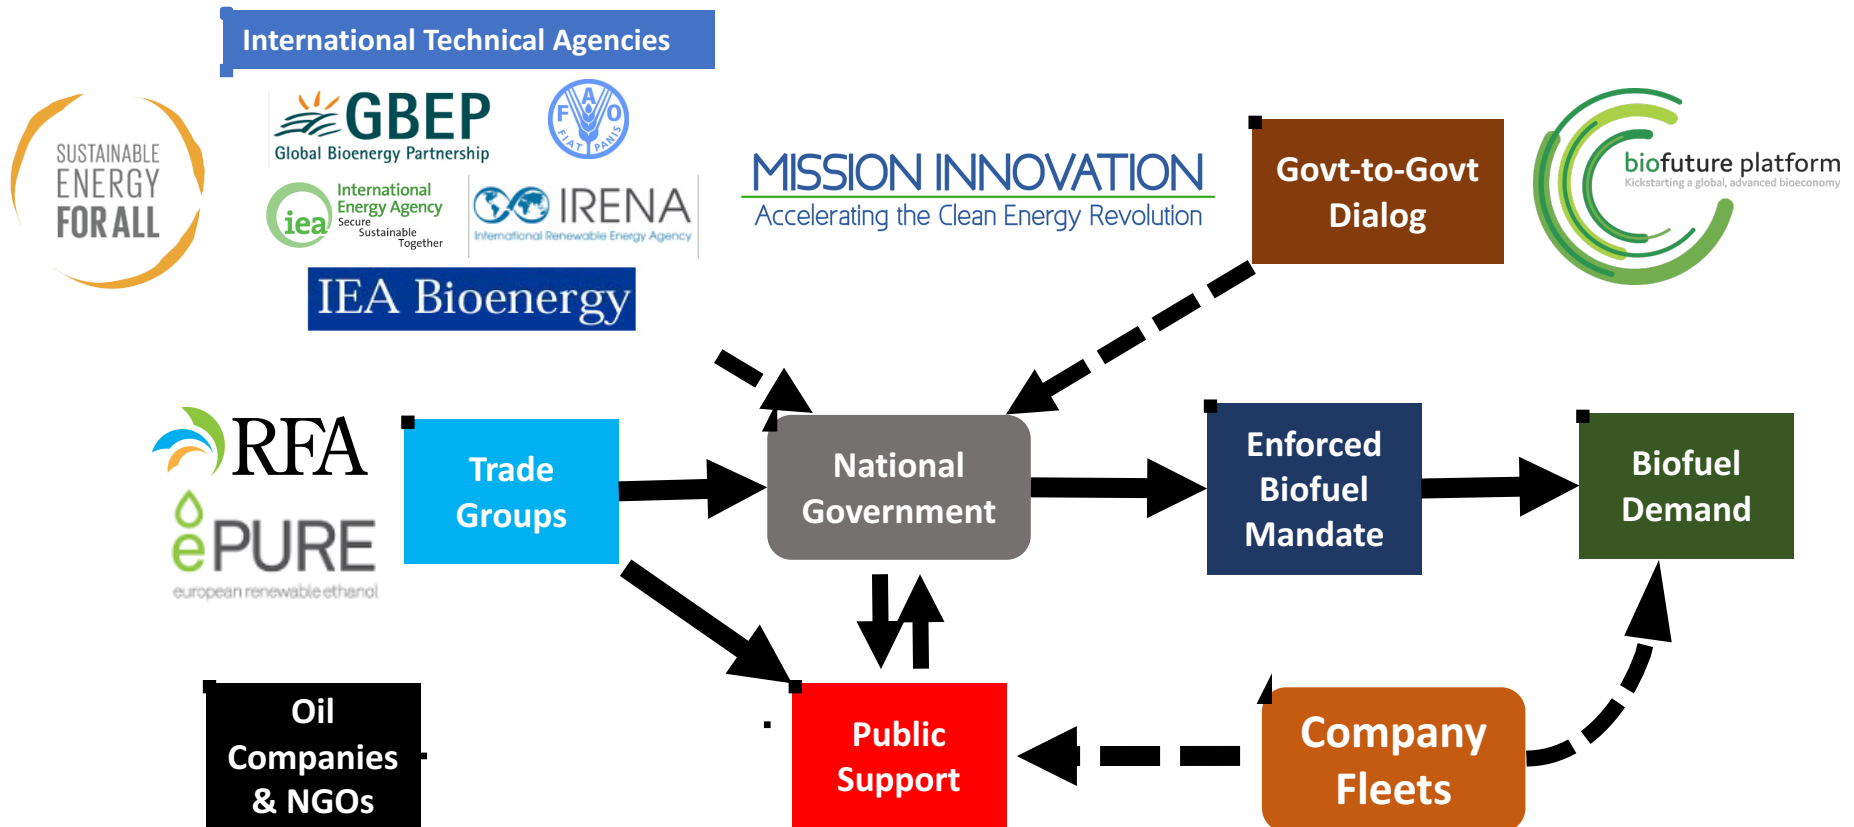 International Technical Agencies
SUSTAINABLE
ENERGY
FOR ALL
GBEP
Global Bioenergy Partnership
F A O
FIAT PANIS
iea
International
Energy Agency
Secure
Sustainable
Together
IRENA
International Renewable Energy Agency
IEA Bioenergy
MISSION INNOVATION
Accelerating the Clean Energy Revolution
Govt-to-Govt
Dialog
biofuture platform
Kickstarting a global, advanced bioeconomy
RFA
ePURE
european renewable ethanol
Trade
Groups
National
Government
Enforced
Biofuel
Mandate
Biofuel
Demand
Oil
Companies
& NGOs
Public
Support
Company
Fleets